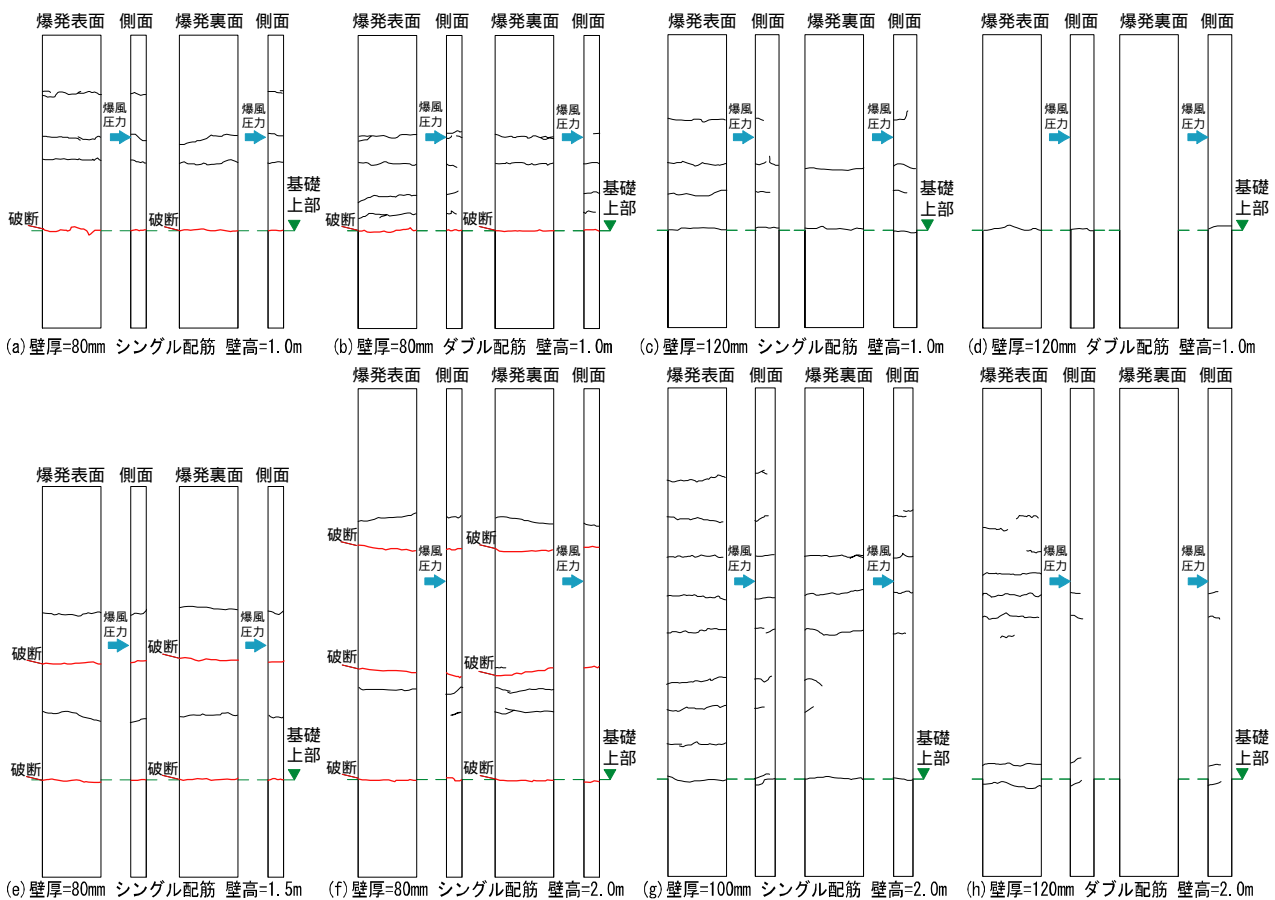 爆発表面 側面 爆発裏面 側面
爆風
圧力
爆風
圧力
基礎
上部
破断
破断
(a)壁厚=80mm シングル配筋 壁高=1.0m
爆発表面 側面 爆発裏面 側面
爆風
圧力
爆風
圧力
基礎
上部
破断
破断
(b)壁厚=80mm ダブル配筋 壁高=1.0m
爆発表面 側面 爆発裏面 側面
爆風
圧力
爆風
圧力
基礎
上部
(c)壁厚=120mm シングル配筋 壁高=1.0m
爆発表面 側面 爆発裏面 側面
爆風
圧力
爆風
圧力
基礎
上部
(d)壁厚=120mm ダブル配筋 壁高=1.0m
爆発表面 側面 爆発裏面 側面
爆風
圧力
爆風
圧力
破断
破断
基礎
上部
破断
破断
(e)壁厚=80mm シングル配筋 壁高=1.5m
爆発表面 側面 爆発裏面 側面
破断
破断
爆風
圧力
爆風
圧力
破断
破断
基礎
上部
破断
破断
(f)壁厚=80mm シングル配筋 壁高=2.0m
爆発表面 側面 爆発裏面 側面
爆風
圧力
爆風
圧力
基礎
上部
(g)壁厚=100mm シングル配筋 壁高=2.0m
爆発表面 側面 爆発裏面 側面
爆風
圧力
爆風
圧力
基礎
上部
(h)壁厚=120mm ダブル配筋 壁高=2.0m